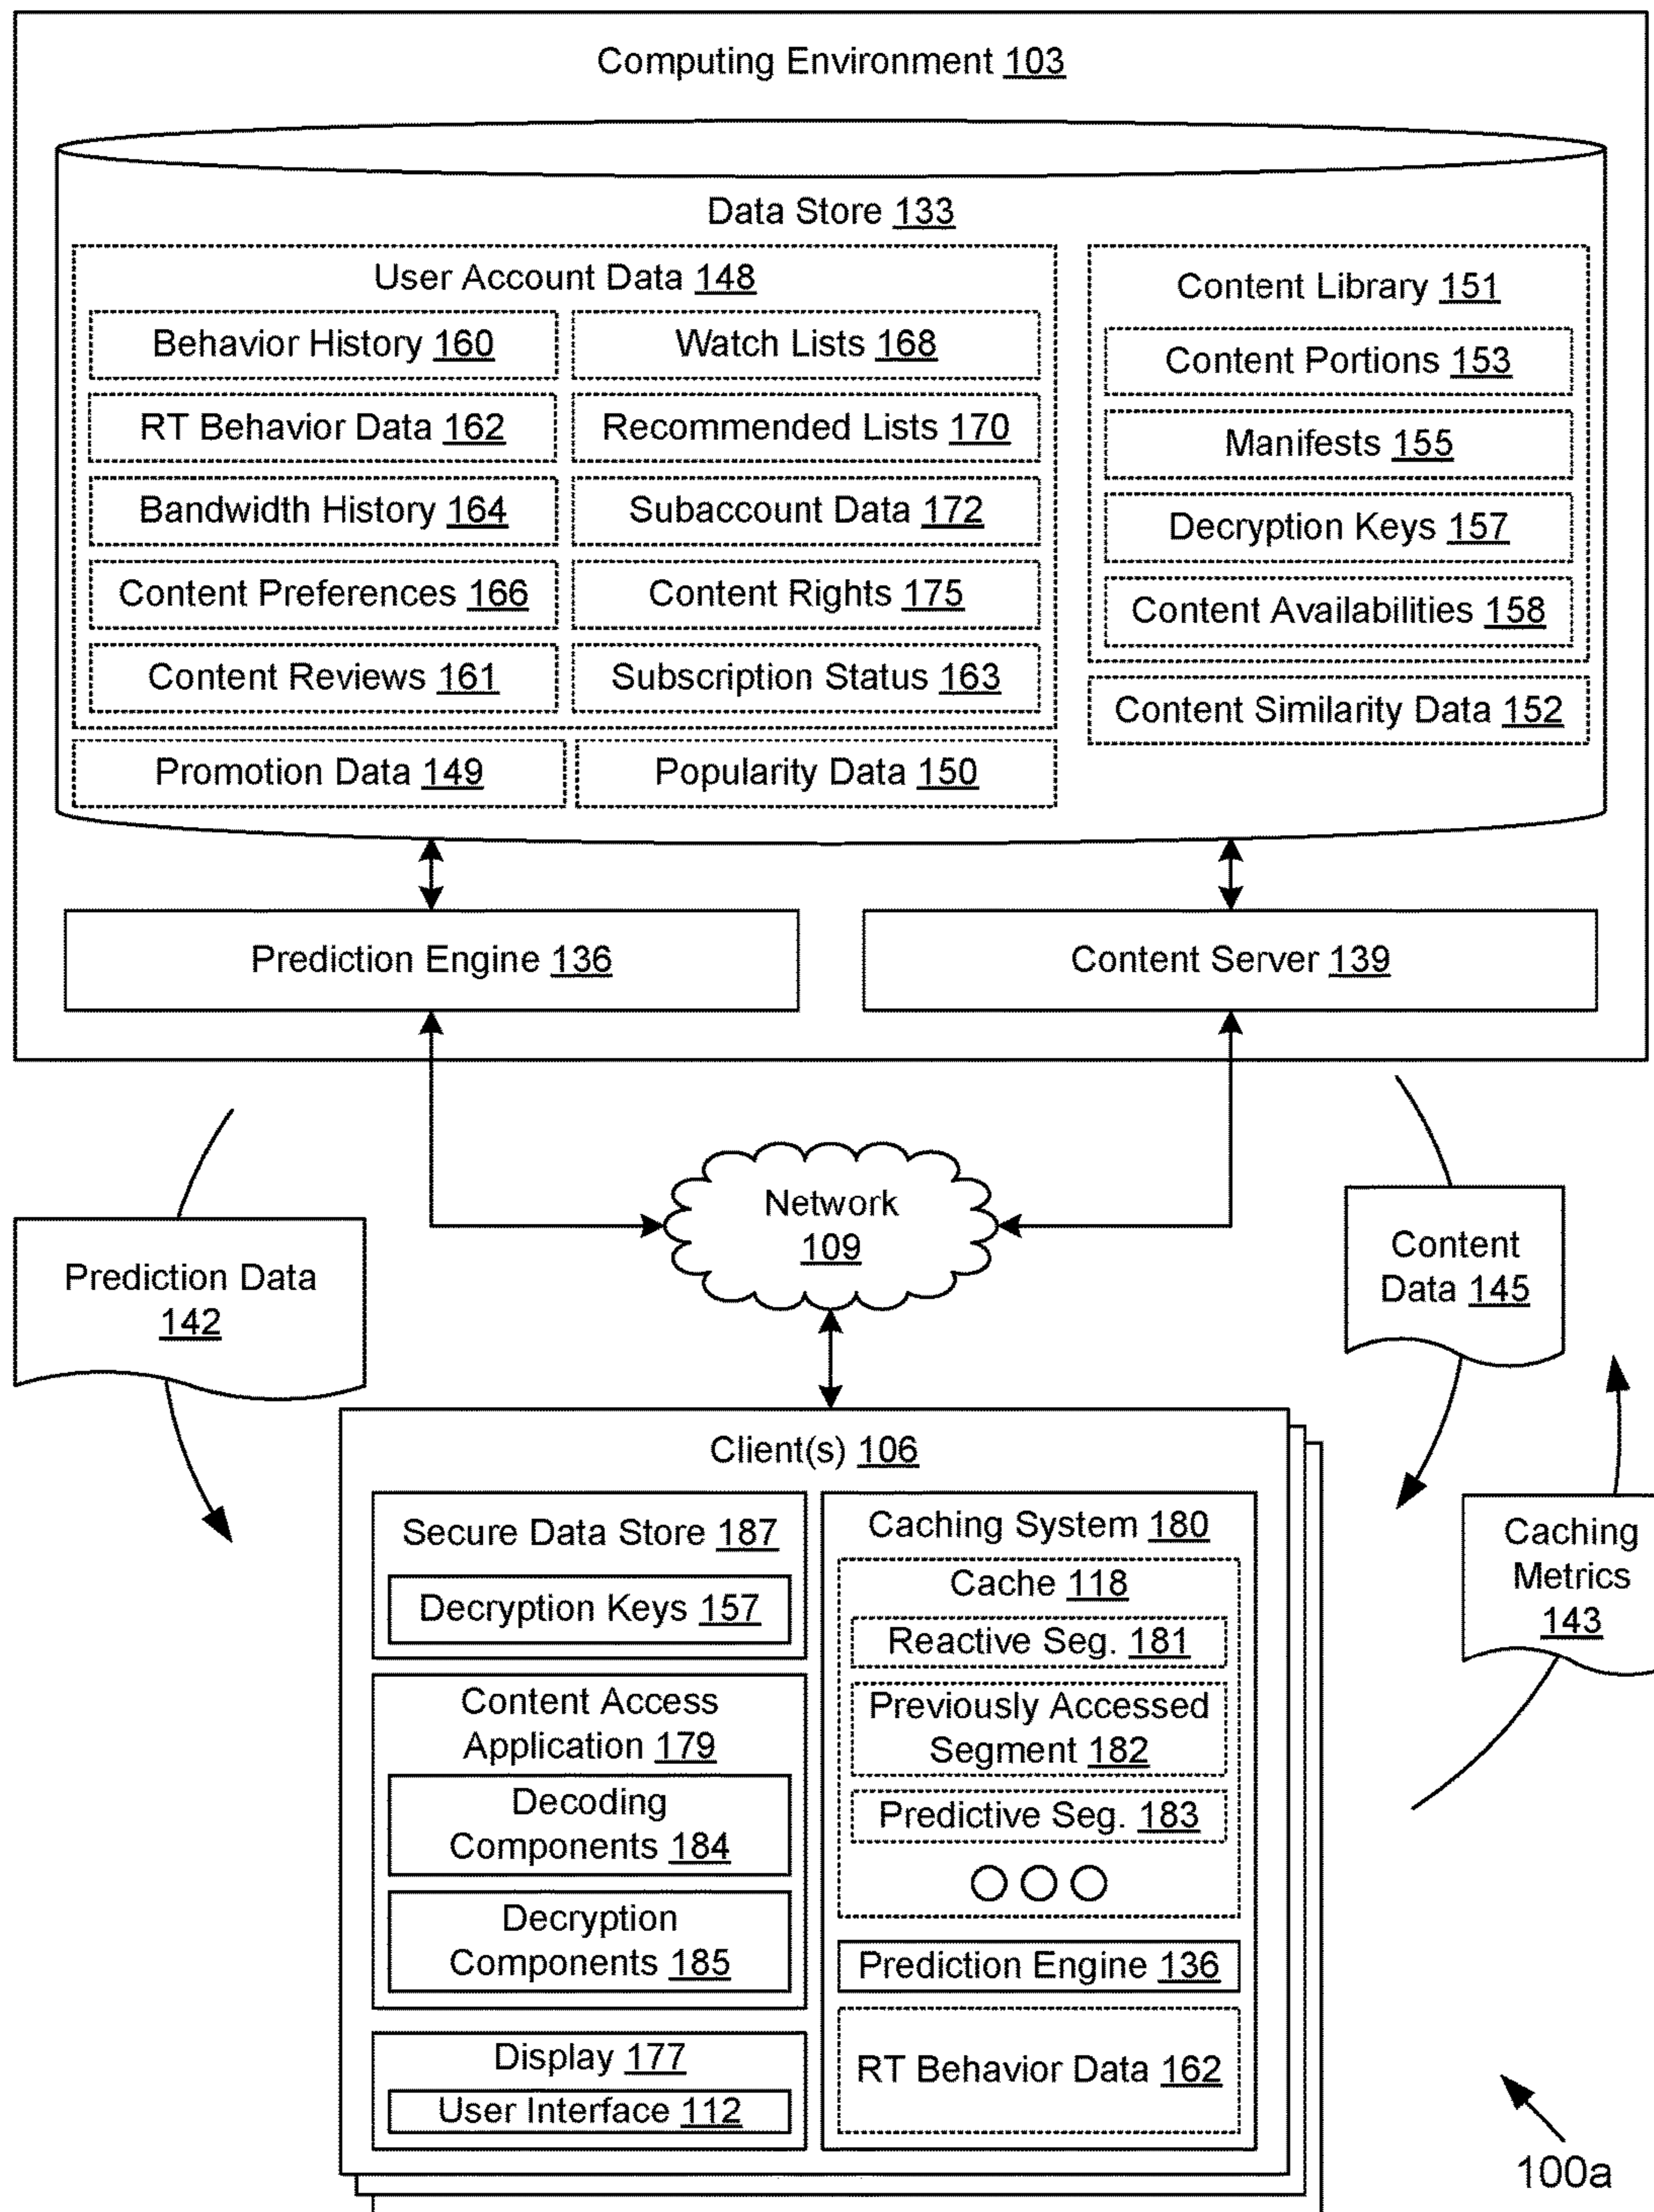 Computing Environment 103
Data Store 133
User Account Data 148
Behavior History 160
Watch Lists 168
RT Behavior Data 162
Recommended Lists 170
Bandwidth History 164
Subaccount Data 172
Content Preferences 166
Content Rights 175
Content Reviews 161
Subscription Status 163
Promotion Data 149
Popularity Data 150
Content Library 151
Content Portions 153
Manifests 155
Decryption Keys 157
Content Availabilities 158
Content Similarity Data 152
Prediction Engine 136
Content Server 139
Network
109
Prediction Data
142
Content
Data 145
Caching
Metrics
143
Client(s) 106
Secure Data Store 187
Decryption Keys 157
Content Access
Application 179
Decoding
Components 184
Decryption
Components 185
Display 177
User Interface 112
Caching System 180
Cache 118
Reactive Seg. 181
Previously Accessed
Segment 182
Predictive Seg. 183
Prediction Engine 136
RT Behavior Data 162
100a